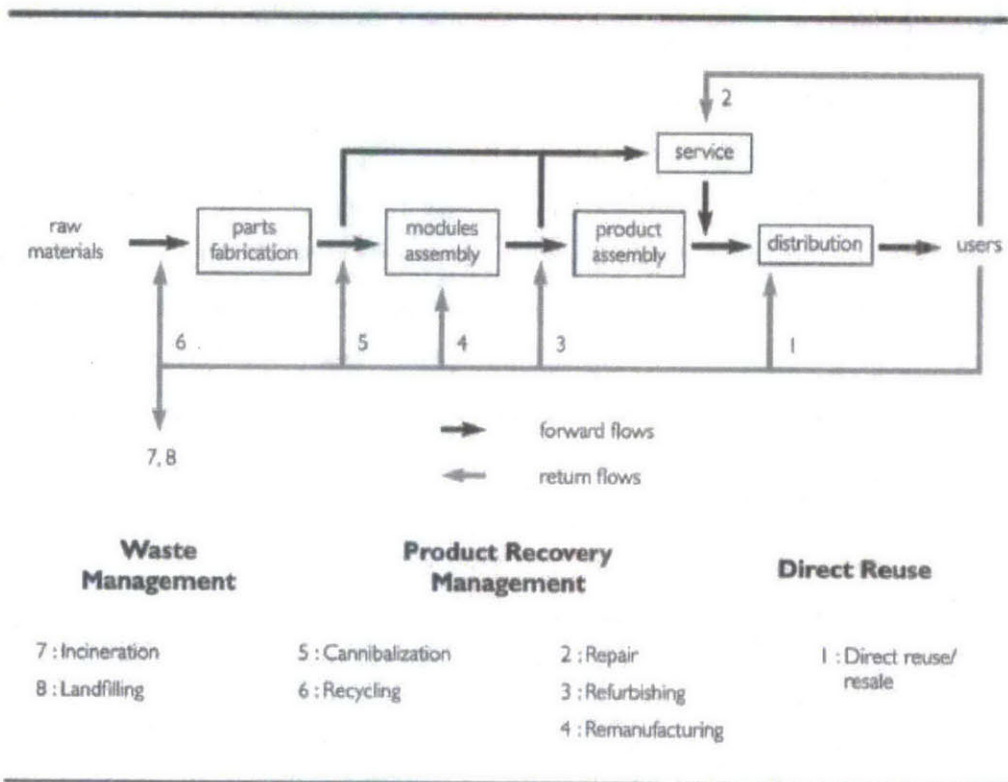 2
service
raw
materials
parts
fabrication
modules
assembly
product
assembly
distribution
users
6
5
4
3
1
7, 8
forward flows
return flows
Waste
Management
Product Recovery
Management
Direct Reuse
7 : Incineration
8 : Landfilling
5 : Cannibalization
6 : Recycling
2 : Repair
3 : Refurbishing
4 : Remanufacturing
1 : Direct reuse/
resale